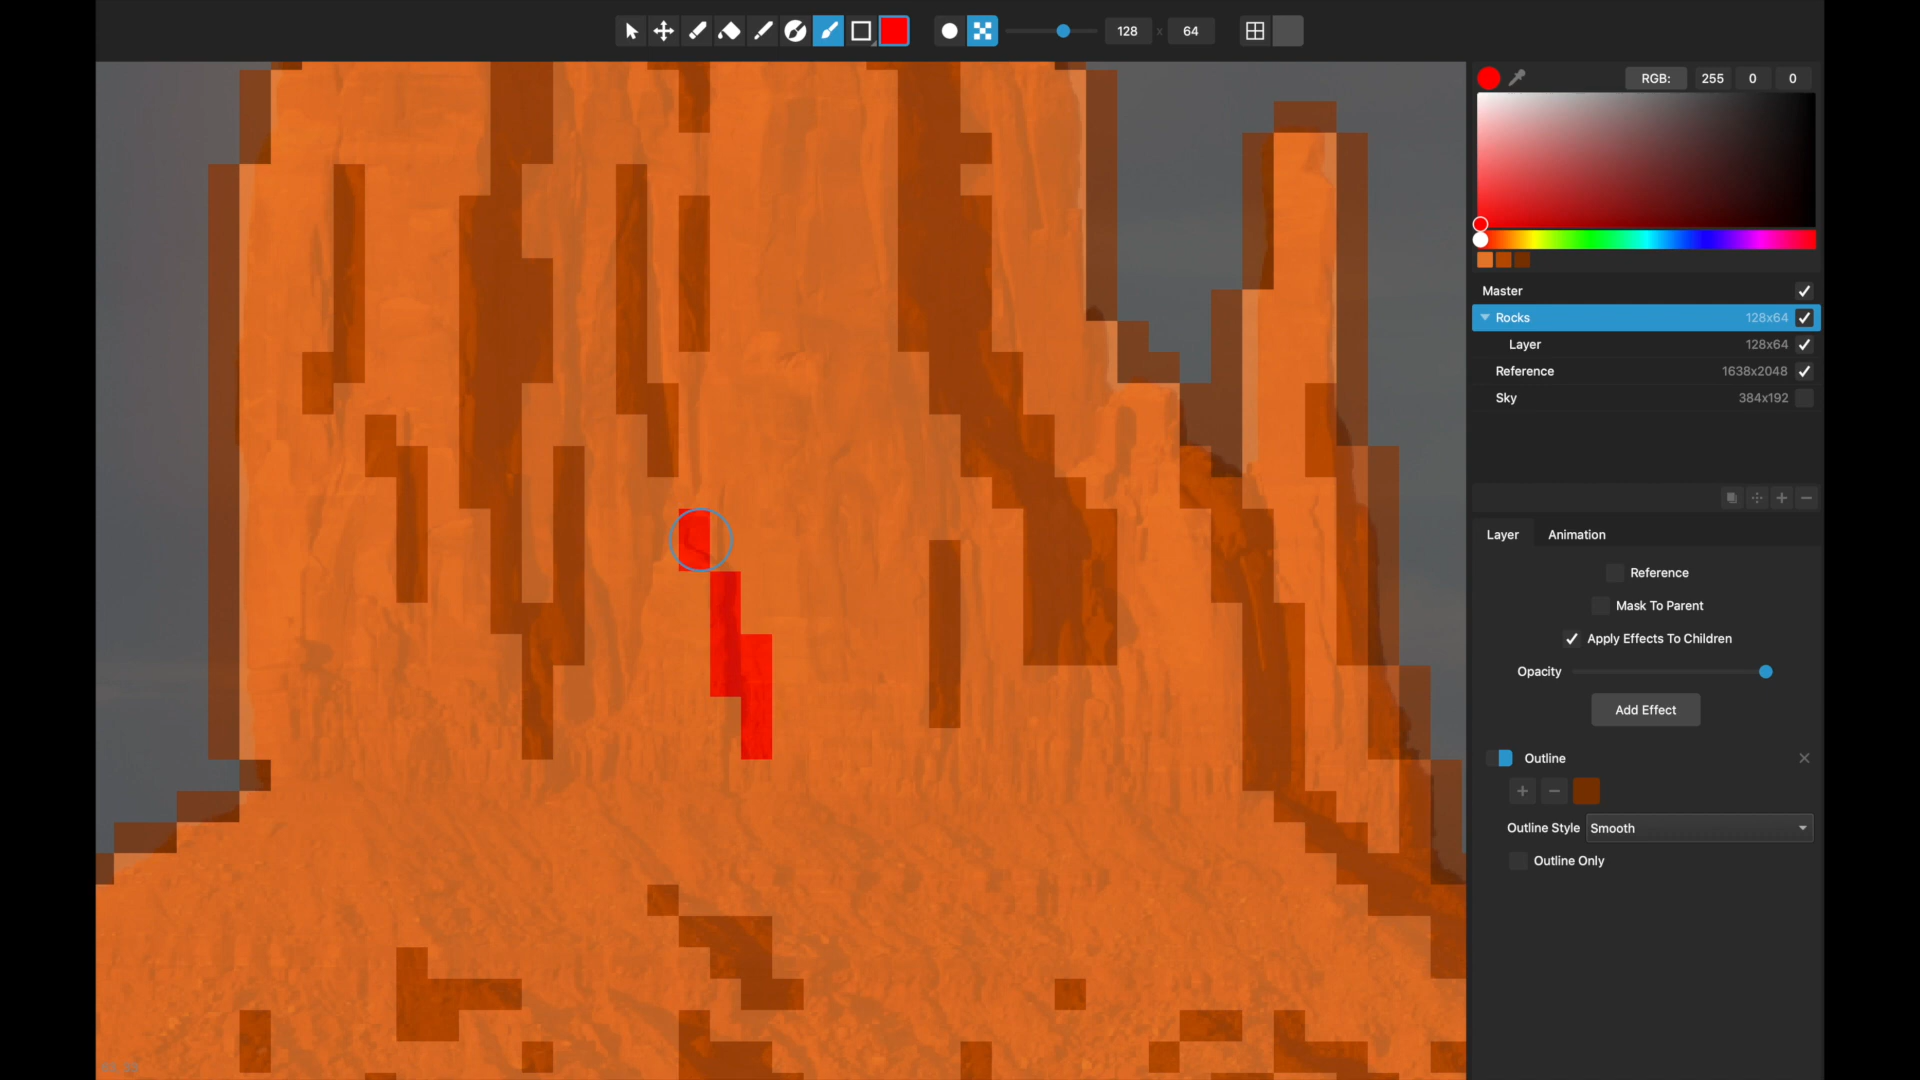 128 x 64
RGB: 255 0 0
Master
Rocks 128x64
Layer 128x64
Reference 1638x2048
Sky 384x192
Layer Animation
Reference
Mask To Parent
Apply Effects To Children
Opacity
Add Effect
Outline
Outline Style Smooth
Outline Only